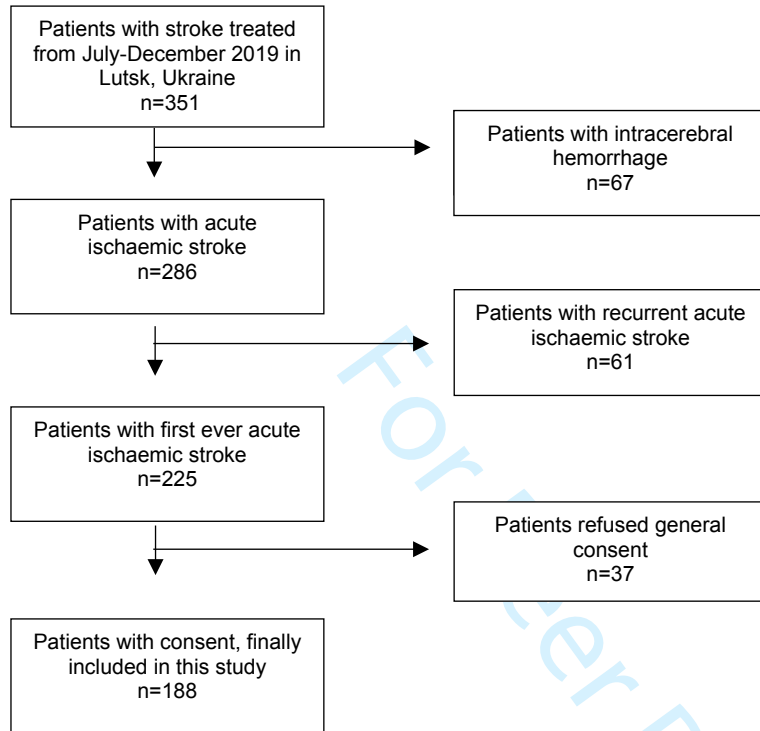 Patients with stroke treated
from July-December 2019 in
Lutsk, Ukraine
n=351
Patients with intracerebral
hemorrhage
n=67
Patients with acute
ischaemic stroke
n=286
Patients with recurrent acute
ischaemic stroke
n=61
Patients with first ever acute
ischaemic stroke
n=225
Patients refused general
consent
n=37
Patients with consent, finally
included in this study
n=188
For Peer